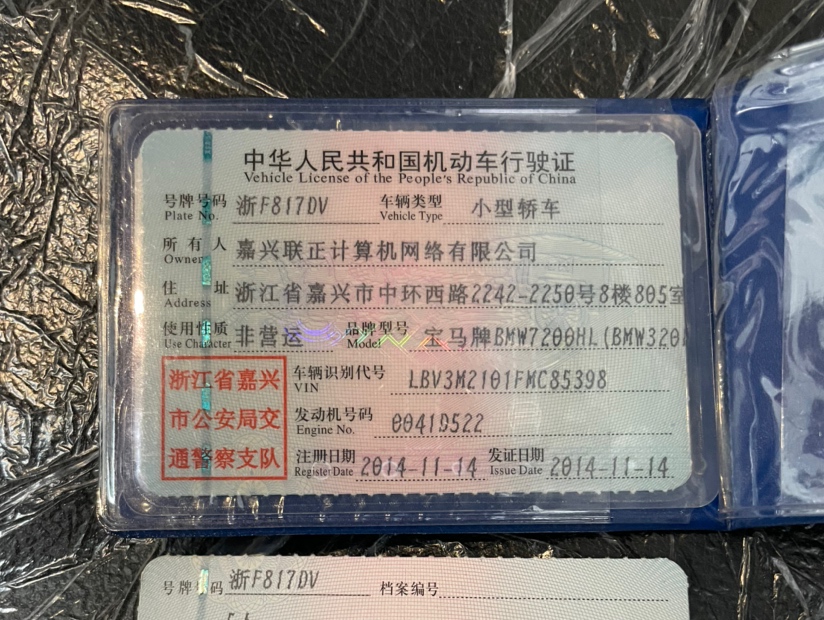 中华人民共和国机动车行驶证
Vehicle License of the People's Republic of China
号牌号码 浙F817DV 车辆类型 小型轿车
Plate No. Vehicle Type
所有人 嘉兴联正计算机网络有限公司
Owner
住址 浙江省嘉兴市中环西路2242-2250号8楼805室
Address
使用性质 非营运 品牌型号 宝马牌BMW7200HL(BMW320
Use Character Model
浙江省嘉兴
市公安局交
通警察支队
车辆识别代号 LBV3M2101FMC85398
VIN
发动机号码 0041D522
Engine No.
注册日期 2014-11-14 发证日期 2014-11-14
Register Date Issue Date
号牌号码 浙F817DV 档案编号